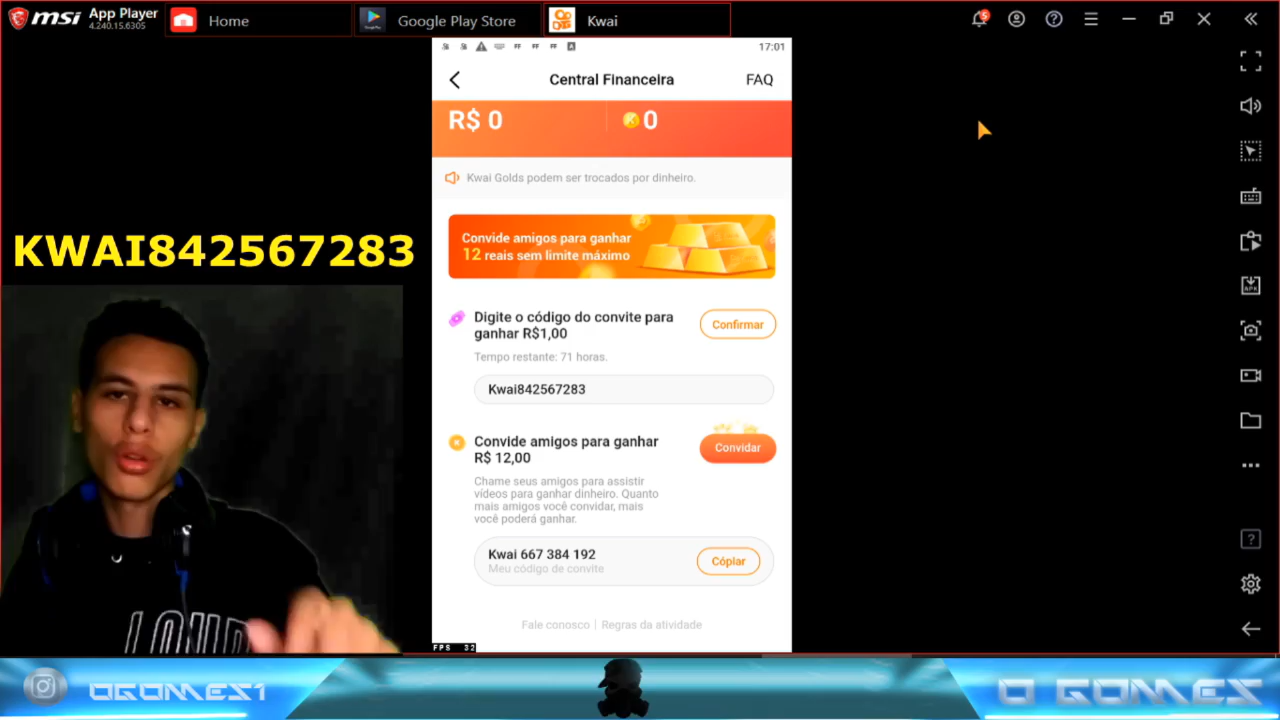 msi App Player
4.240.15.6305
Home
Google Play Store
Kwai
5
17:01
Central Financeira
FAQ
R$ 0
0
Kwai Golds podem ser trocados por dinheiro.
Convide amigos para ganhar
12 reais sem limite máximo
KWAI842567283
Digite o código do convite para
ganhar R$1,00
Confirmar
Tempo restante: 71 horas.
Kwai842567283
Convide amigos para ganhar
R$ 12,00
Convidar
Chame seus amigos para assistir
vídeos para ganhar dinheiro. Quanto
mais amigos você convidar, mais
você poderá ganhar.
Kwai 667 384 192
Meu código de convite
Cópiar
Fale conosco
Regras da atividade
FPS 32
APK
LOUD
OGOMES1
O GOMES